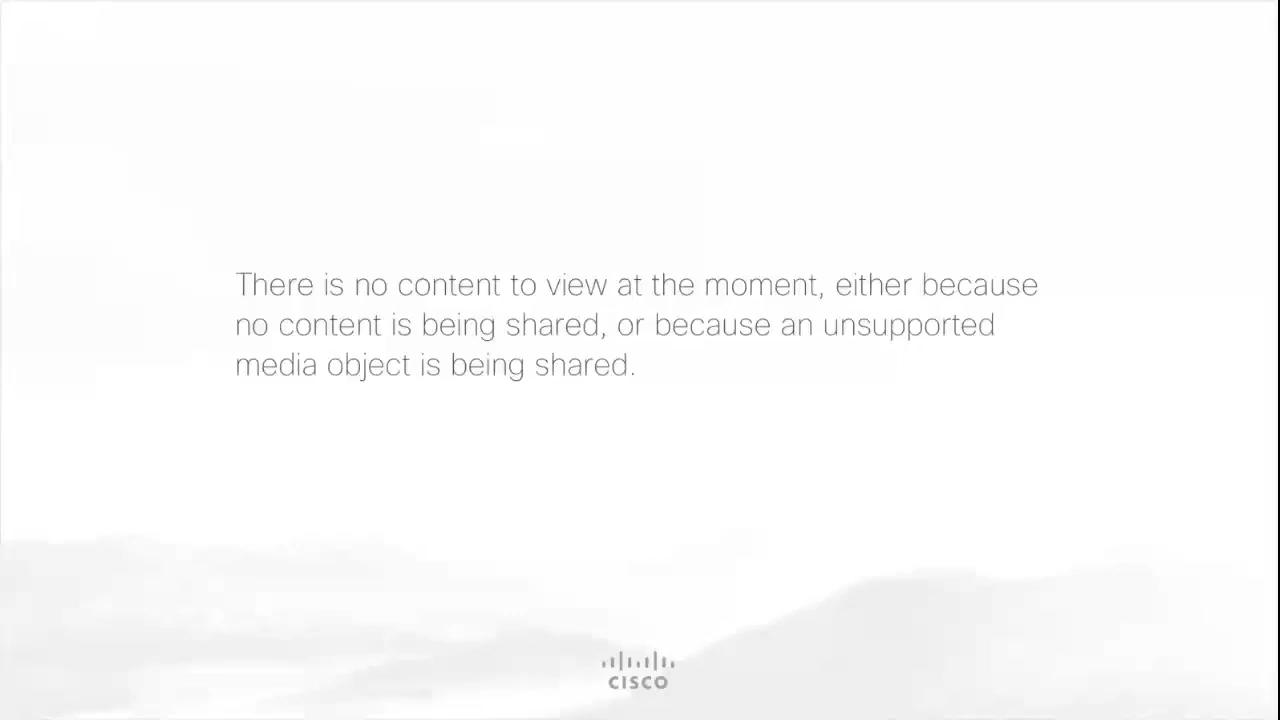 There is no content to view at the moment, either because
no content is being shared, or because an unsupported
media object is being shared.
CISCO